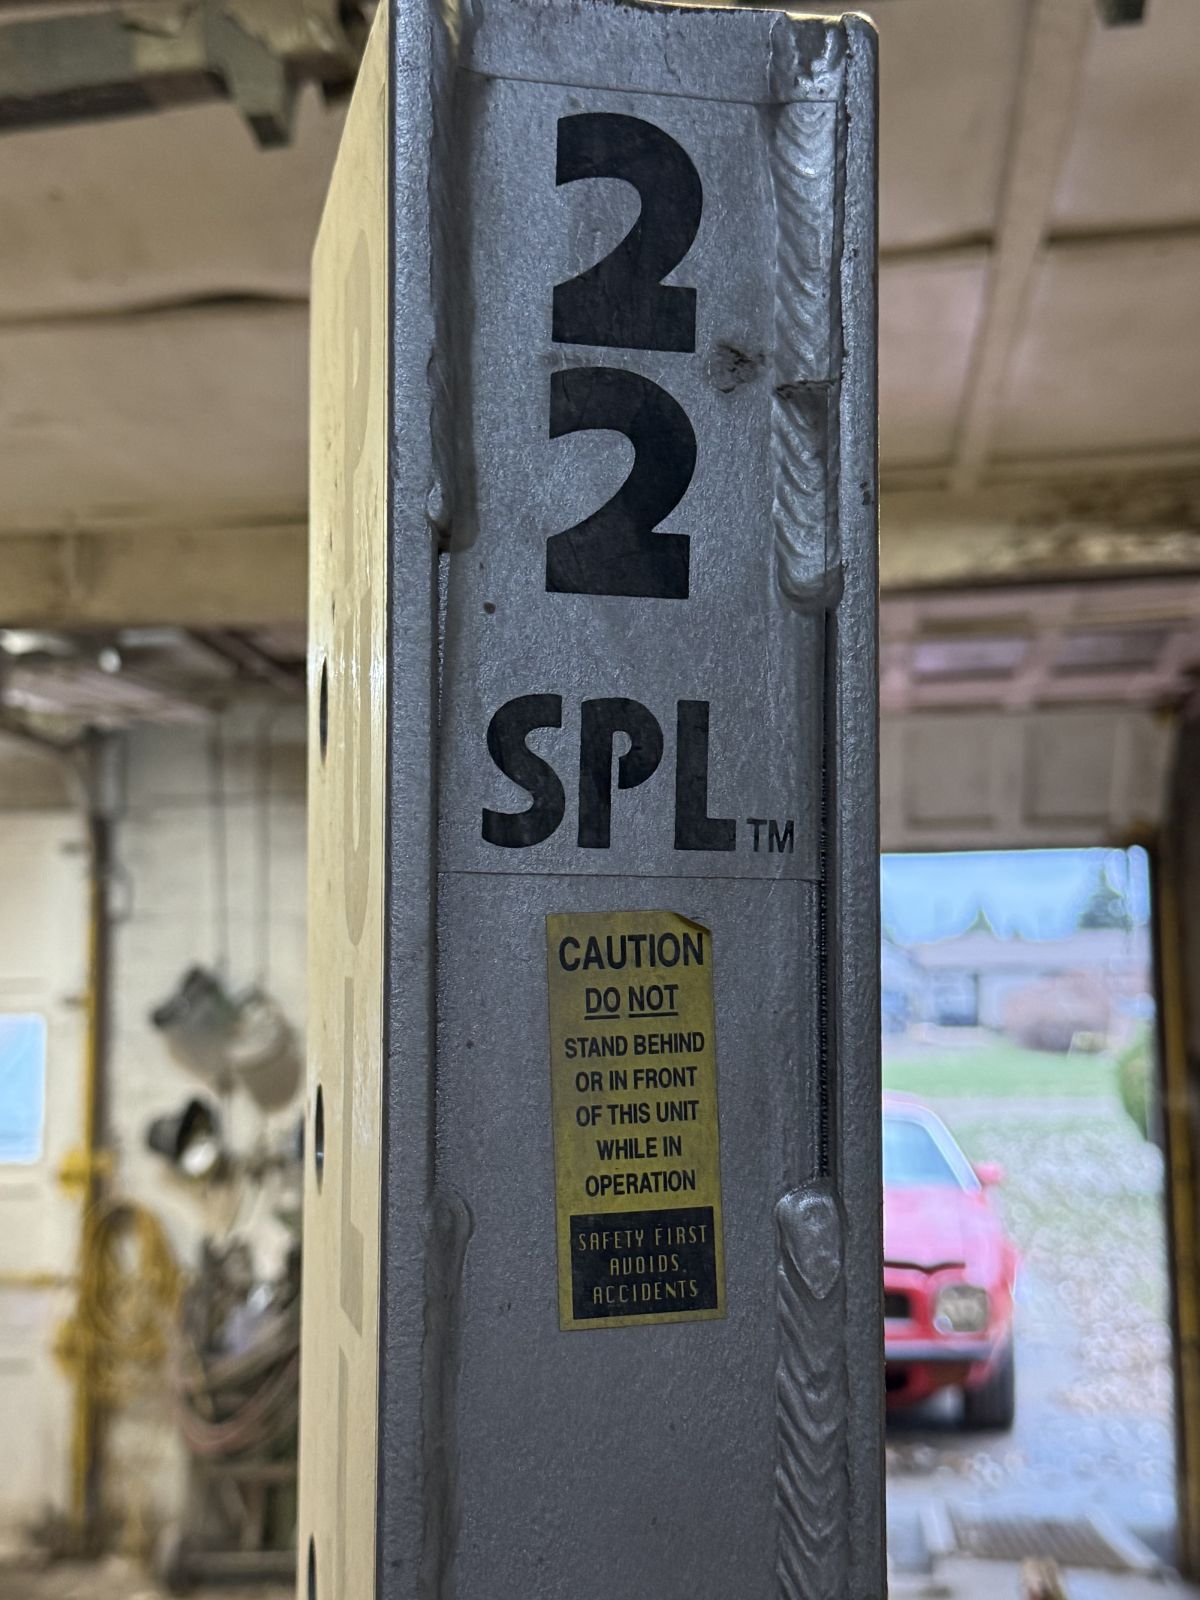 2
2
SPL™
CAUTION
DO NOT
STAND BEHIND
OR IN FRONT
OF THIS UNIT
WHILE IN
OPERATION
SAFETY FIRST
AVOIDS
ACCIDENTS